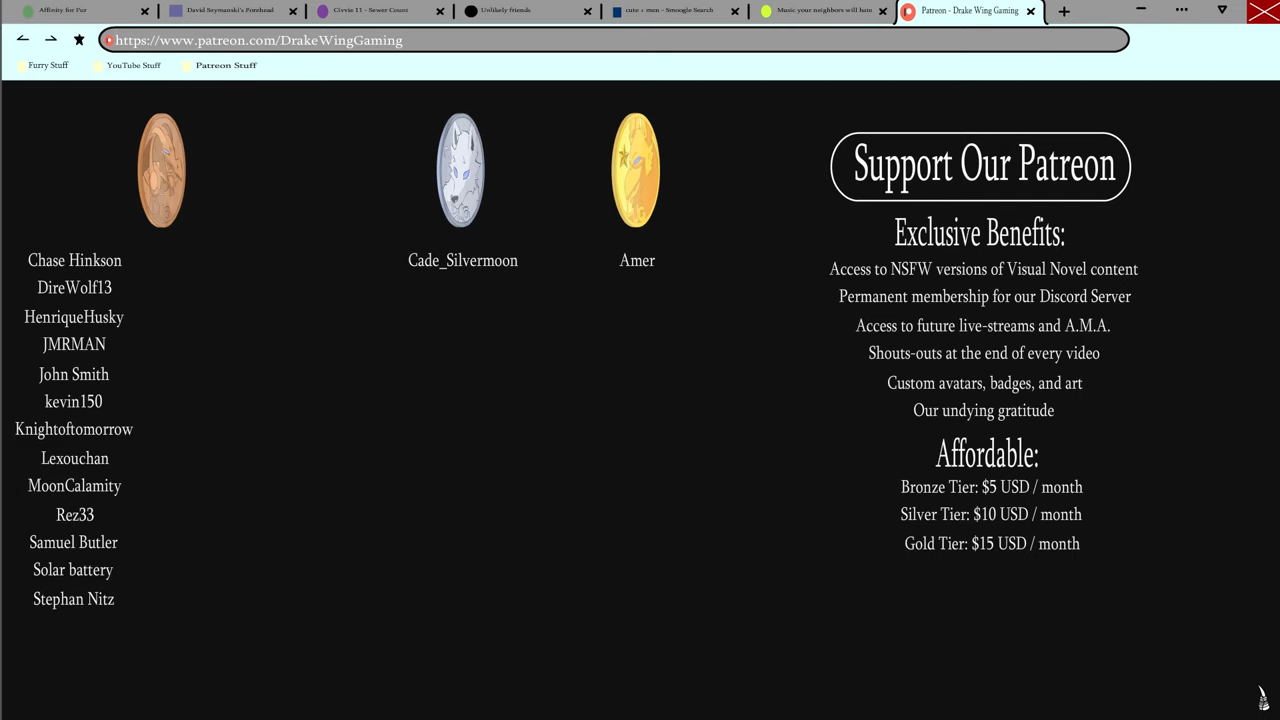 Affinity for Fur
David Szymanski's Forehead
Civvie 11 - Sewer Count
Unlikely friends
cute + men - Smoogle Search
Music your neighbors will hate
Patreon - Drake Wing Gaming
https://www.patreon.com/DrakeWingGaming
Furry Stuff
YouTube Stuff
Patreon Stuff
Chase Hinkson
DireWolf13
HenriqueHusky
JMRMAN
John Smith
kevin150
Knightoftomorrow
Lexouchan
MoonCalamity
Rez33
Samuel Butler
Solar battery
Stephan Nitz
Cade_Silvermoon
Amer
Support Our Patreon
Exclusive Benefits:
Access to NSFW versions of Visual Novel content
Permanent membership for our Discord Server
Access to future live-streams and A.M.A.
Shouts-outs at the end of every video
Custom avatars, badges, and art
Our undying gratitude
Affordable:
Bronze Tier: $5 USD / month
Silver Tier: $10 USD / month
Gold Tier: $15 USD / month